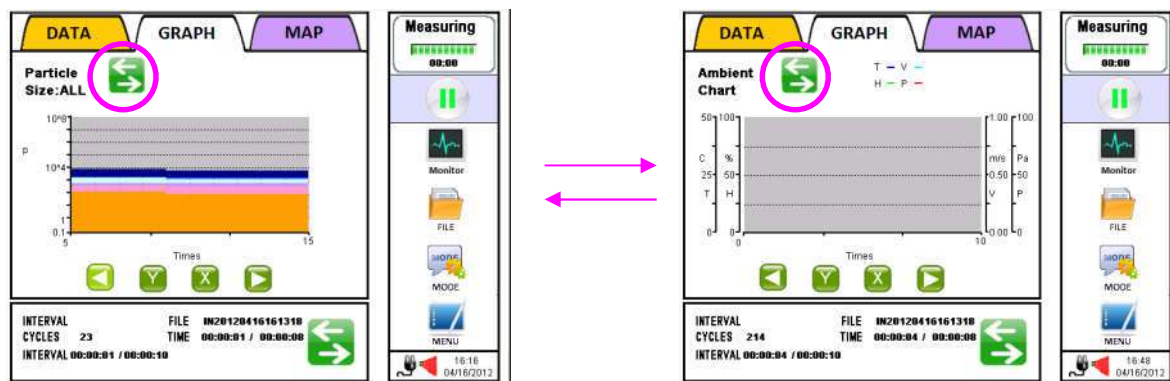 DATA GRAPH MAP
Particle
Size:ALL
10^8
P
10^4
1
0.1
5 15
Times
Y X
INTERVAL FILE IN20120416161318
CYCLES 23 TIME 00:00:01 / 00:00:08
INTERVAL 00:00:01 / 00:00:10
Measuring
00:00
Monitor
FILE
MODE
MODE
MENU
16:16
04/16/2012
DATA GRAPH MAP
Ambient
Chart
T V
H P
50 100 1.00 100
C % m/s Pa
25 50 0.50 50
T H V P
0 0 0.00 0
0 10
Times
Y X
INTERVAL FILE IN20120416161318
CYCLES 214 TIME 00:00:04 / 00:00:08
INTERVAL 00:00:04 / 00:00:10
Measuring
00:00
Monitor
FILE
MODE
MODE
MENU
16:48
04/16/2012